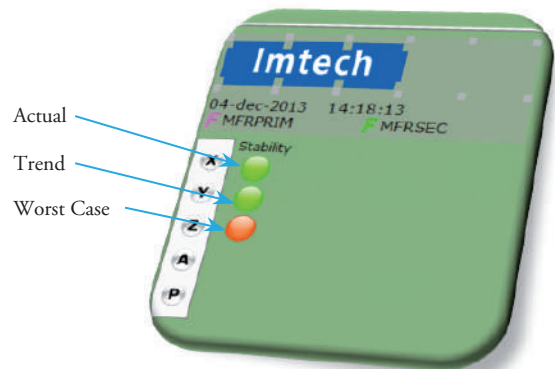 Imtech
04-dec-2013 14:18:13
F MFRPRIM F MFRSEC
Actual
Stability
X
Trend
Y
Worst Case
Z
A
P